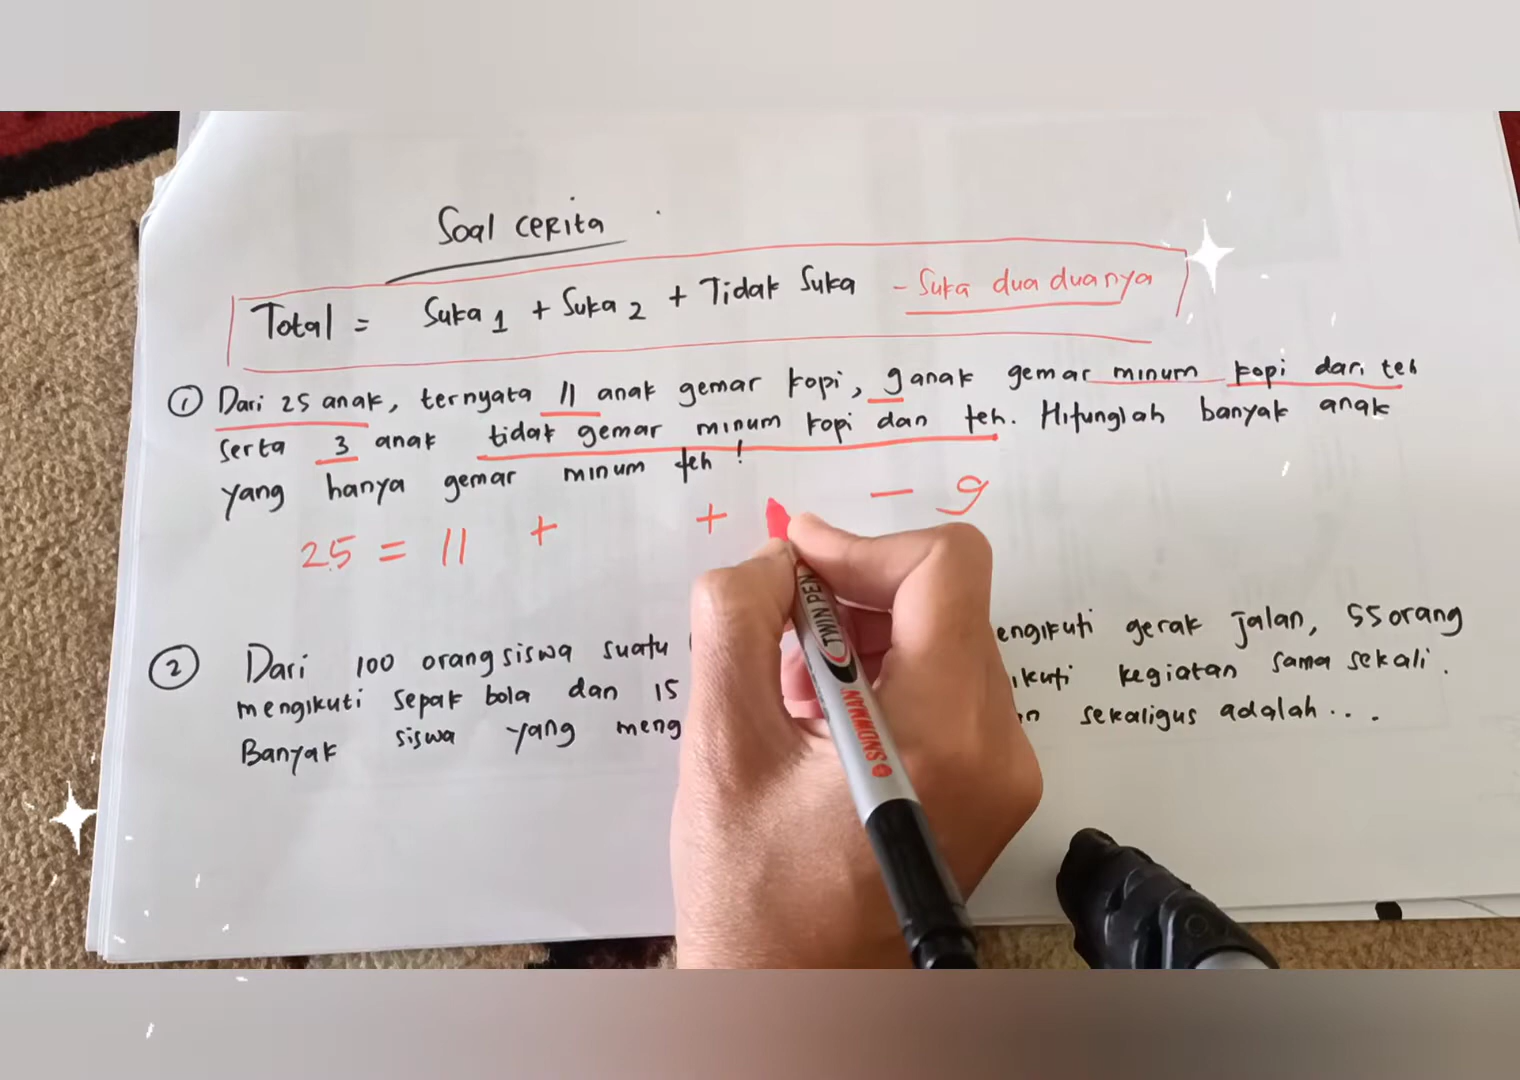 Soal cerita
Total = Suka 1 + Suka 2 + Tidak Suka - Suka dua duanya
① Dari 25 anak, ternyata 11 anak gemar kopi, 9 anak gemar minum kopi dari teh
serta 3 anak tidak gemar minum kopi dan teh. Hitunglah banyak anak
yang hanya gemar minum teh !
25 = 11 + + - 9
② Dari 100 orang siswa suatu engikuti gerak jalan, 55 orang
mengikuti sepak bola dan 15 ikuti kegiatan sama sekali.
Banyak siswa yang meng n sekaligus adalah...
TWIN PEN
SNOWMAN